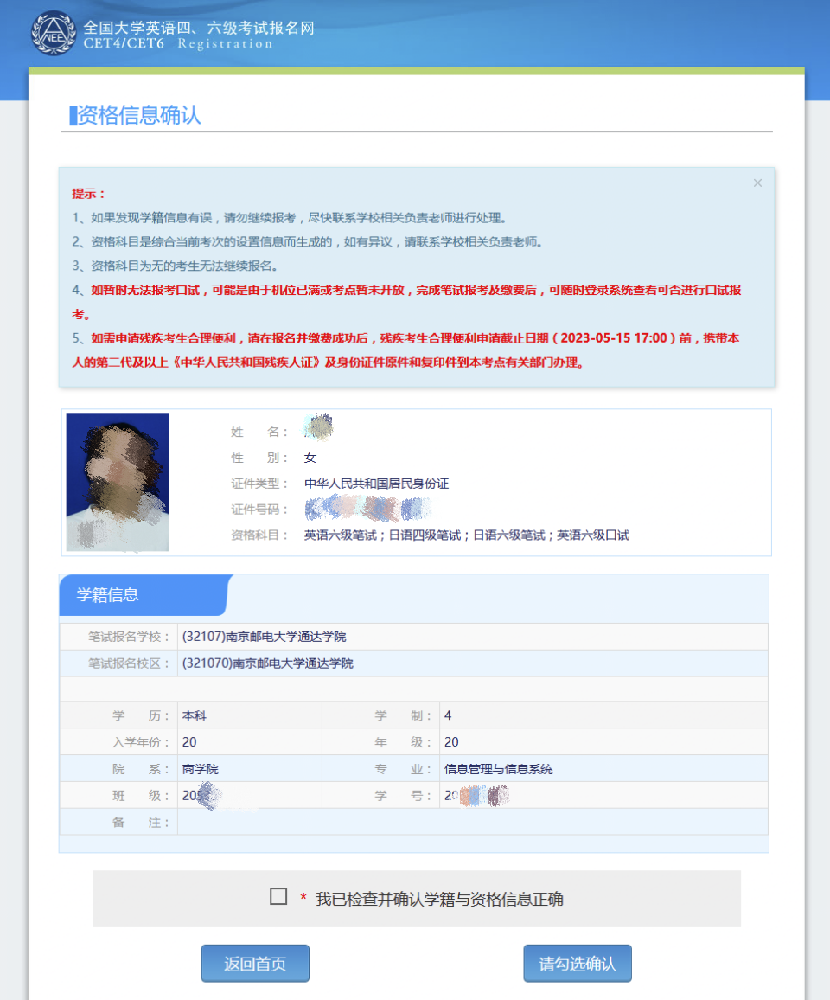 NEE
全国大学英语四、六级考试报名网
CET4/CET6 Registration
资格信息确认
×
提示：
1、如果发现学籍信息有误，请勿继续报考，尽快联系学校相关负责老师进行处理。
2、资格科目是综合当前考次的设置信息而生成的，如有异议，请联系学校相关负责老师。
3、资格科目为无的考生无法继续报名。
4、如暂时无法报考口试，可能是由于机位已满或考点暂未开放，完成笔试报考及缴费后，可随时登录系统查看可否进行口试报
考。
5、如需申请残疾考生合理便利，请在报名并缴费成功后，残疾考生合理便利申请截止日期（2023-05-15 17:00）前，携带本
人的第二代及以上《中华人民共和国残疾人证》及身份证件原件和复印件到本考点有关部门办理。
姓 名：
性 别： 女
证件类型： 中华人民共和国居民身份证
证件号码：
资格科目： 英语六级笔试；日语四级笔试；日语六级笔试；英语六级口试
学籍信息
笔试报名学校： (32107)南京邮电大学通达学院
笔试报名校区： (321070)南京邮电大学通达学院
学 历： 本科 学 制： 4
入学年份： 20 年 级： 20
院 系： 商学院 专 业： 信息管理与信息系统
班 级： 20 学 号： 2
备 注：
* 我已检查并确认学籍与资格信息正确
返回首页 请勾选确认